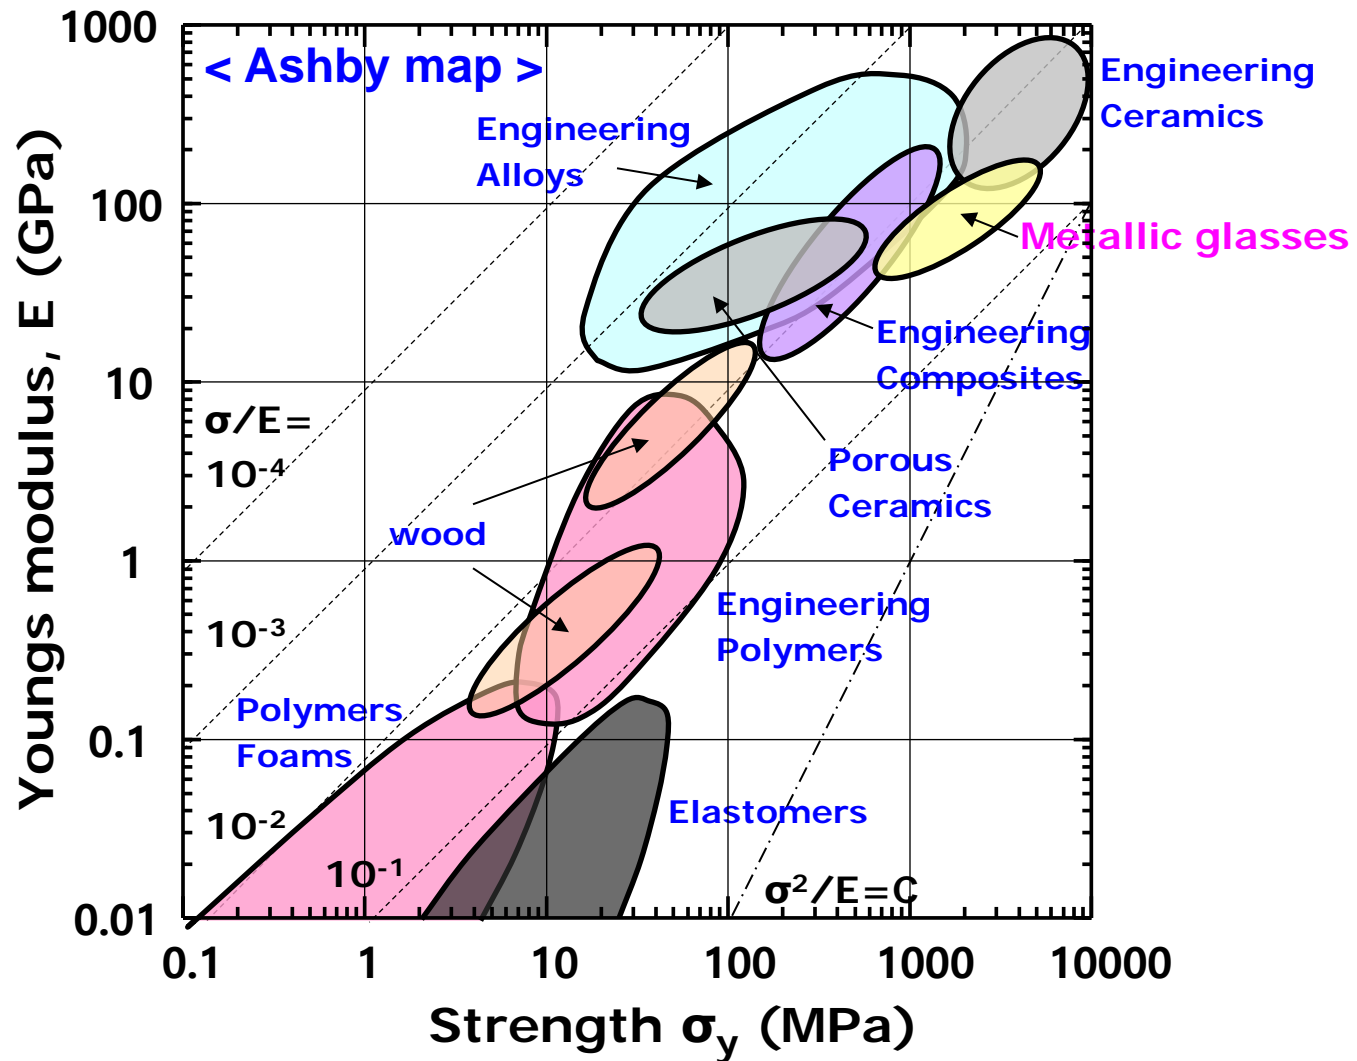 < Ashby map >
Engineering
Alloys
Engineering
Ceramics
Metallic glasses
Engineering
Composites
Porous
Ceramics
wood
Engineering
Polymers
Polymers
Foams
Elastomers
σ/E=
10⁻⁴
10⁻³
10⁻²
10⁻¹
σ²/E=C
Youngs modulus, E (GPa)
1000
100
10
1
0.1
0.01
0.1
1
10
100
1000
10000
Strength σy (MPa)